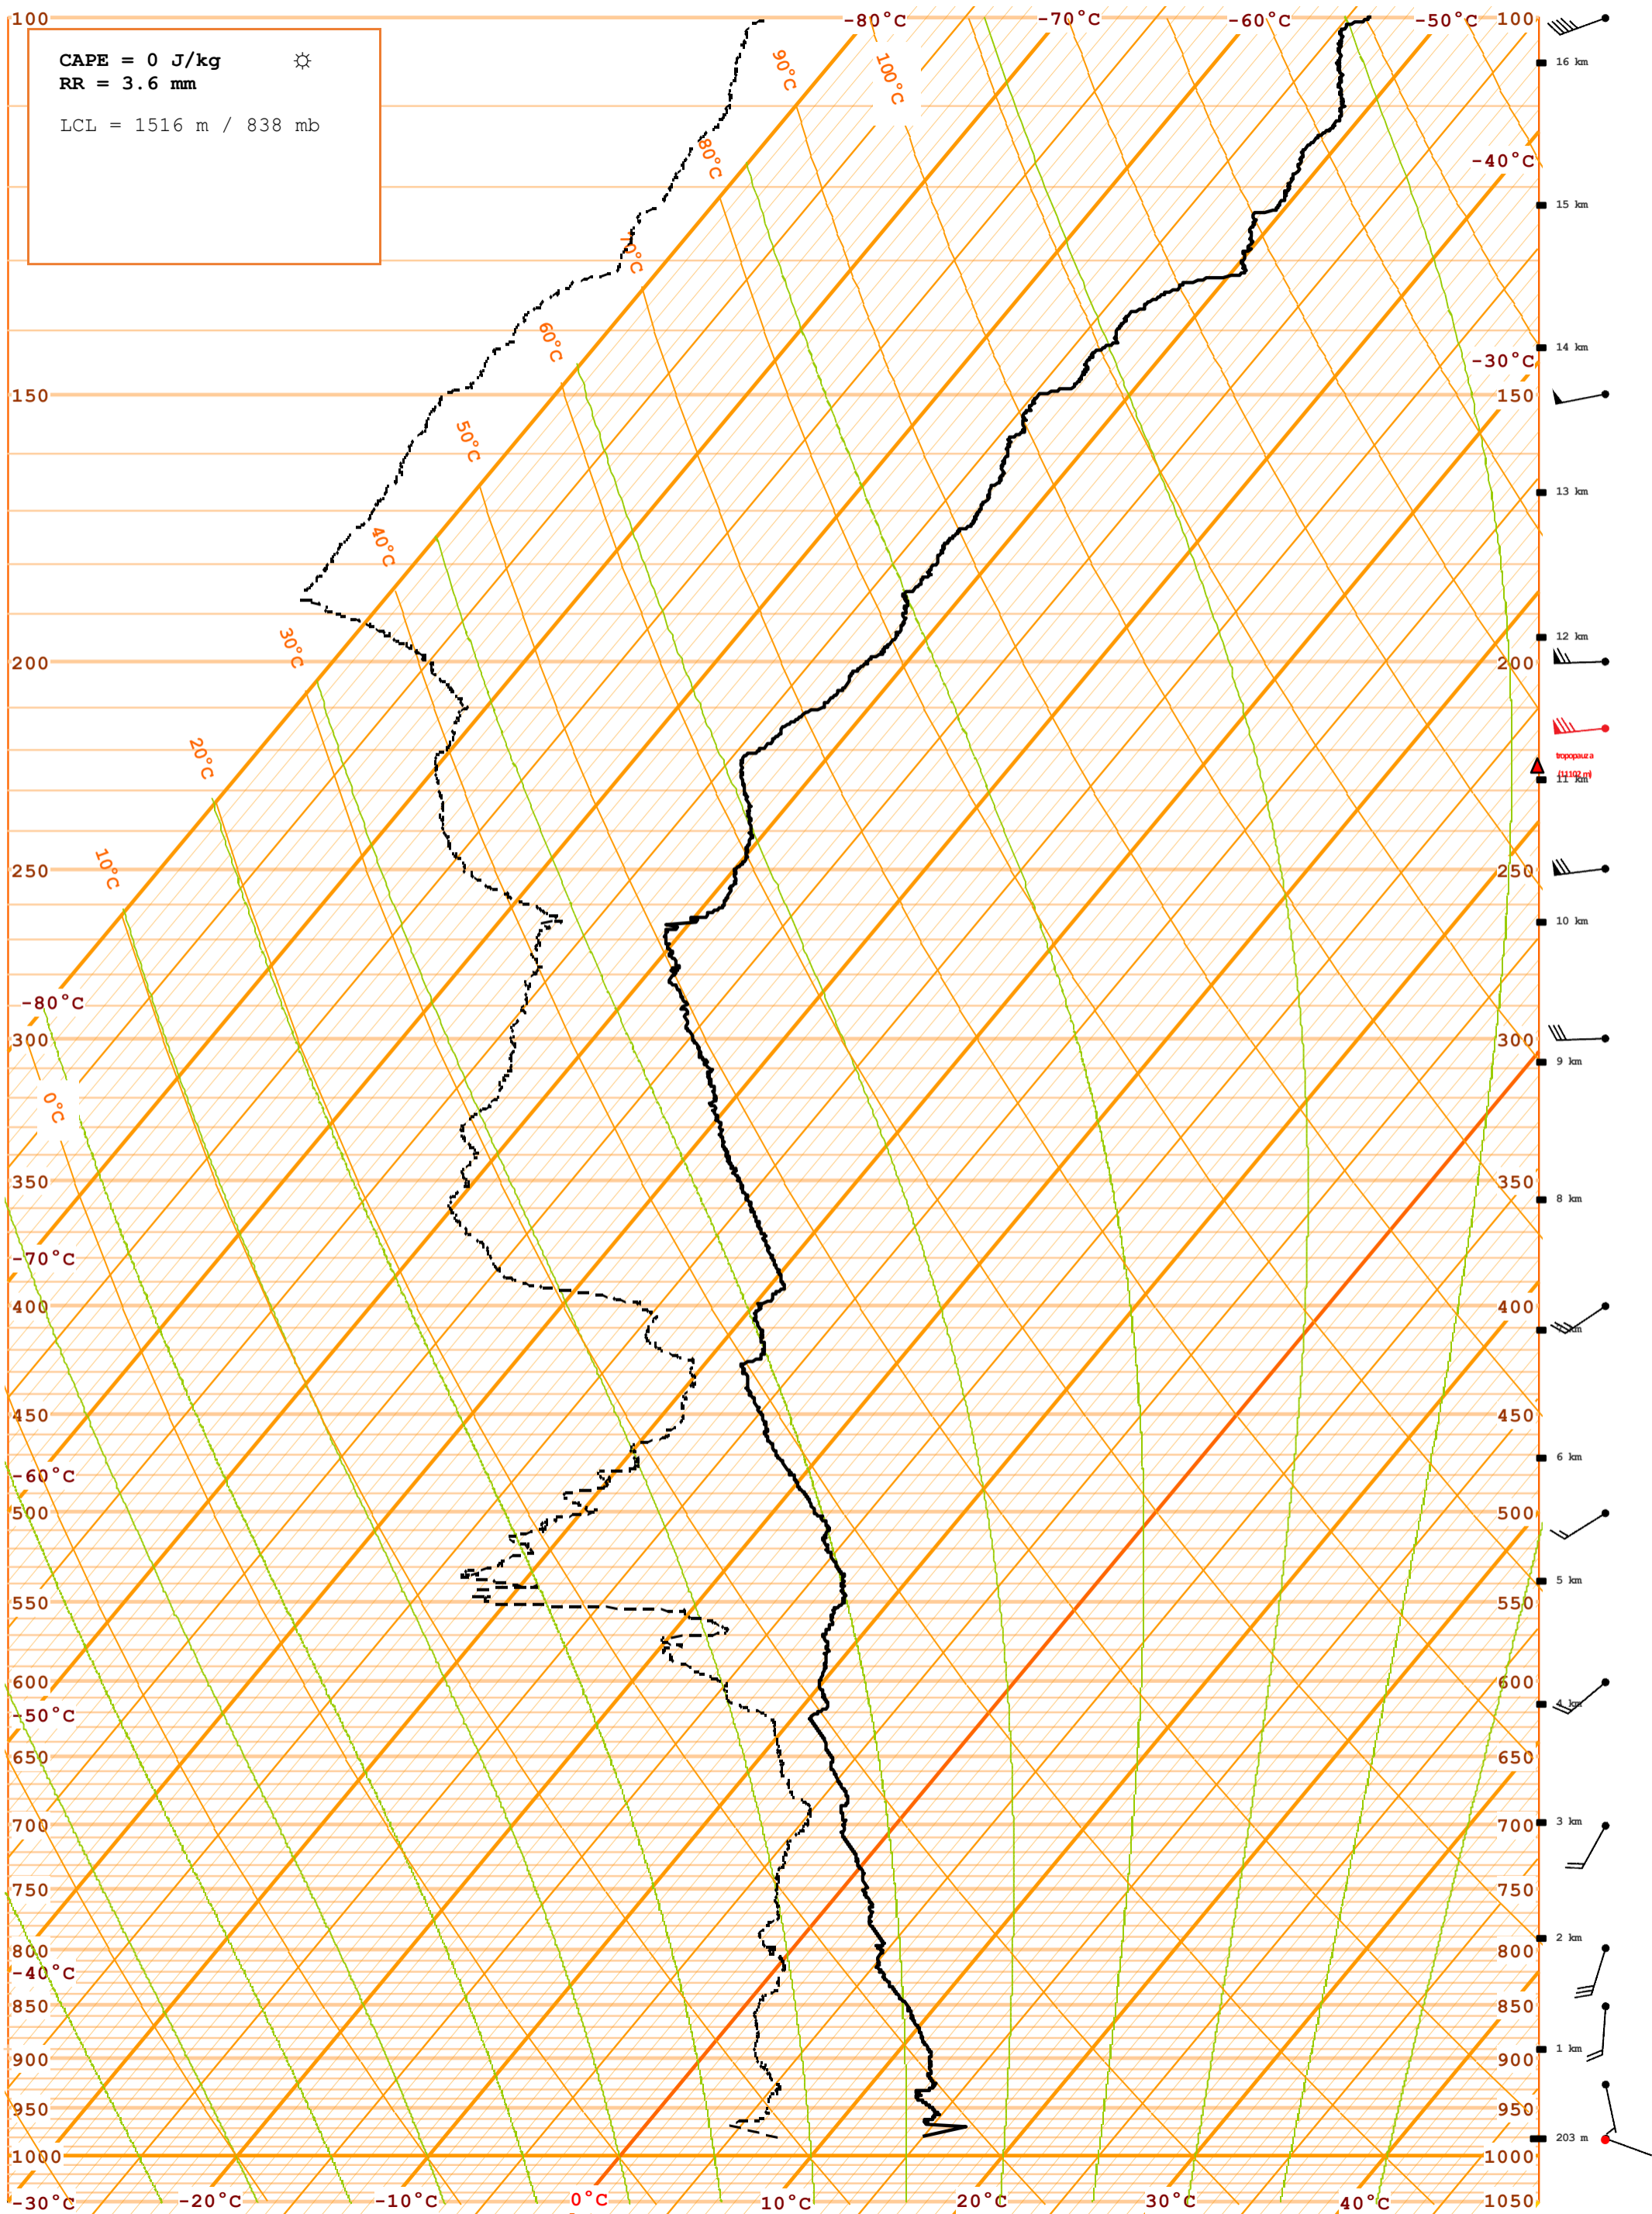 100 -80°C -70°C -60°C -50°C 100
CAPE = 0 J/kg ☼
RR = 3.6 mm
LCL = 1516 m / 838 mb
90°C 100°C
16 km
80°C
-40°C
15 km
70°C
60°C
14 km
-30°C
150 150
50°C
13 km
40°C
30°C
12 km
200 200
20°C
tropopauza
(11102 m)
11 km
10°C
250 250
10 km
-80°C
300 300
9 km
0°C
350 350
8 km
-70°C
400 400
km
450 450
6 km
-60°C
500 500
5 km
550 550
600 600
4 km
-50°C
650 650
700 700
3 km
750 750
2 km
800 800
-40°C
850 850
1 km
900 900
950 950
203 m
1000 1000
-30°C -20°C -10°C 0°C 10°C 20°C 30°C 40°C 1050